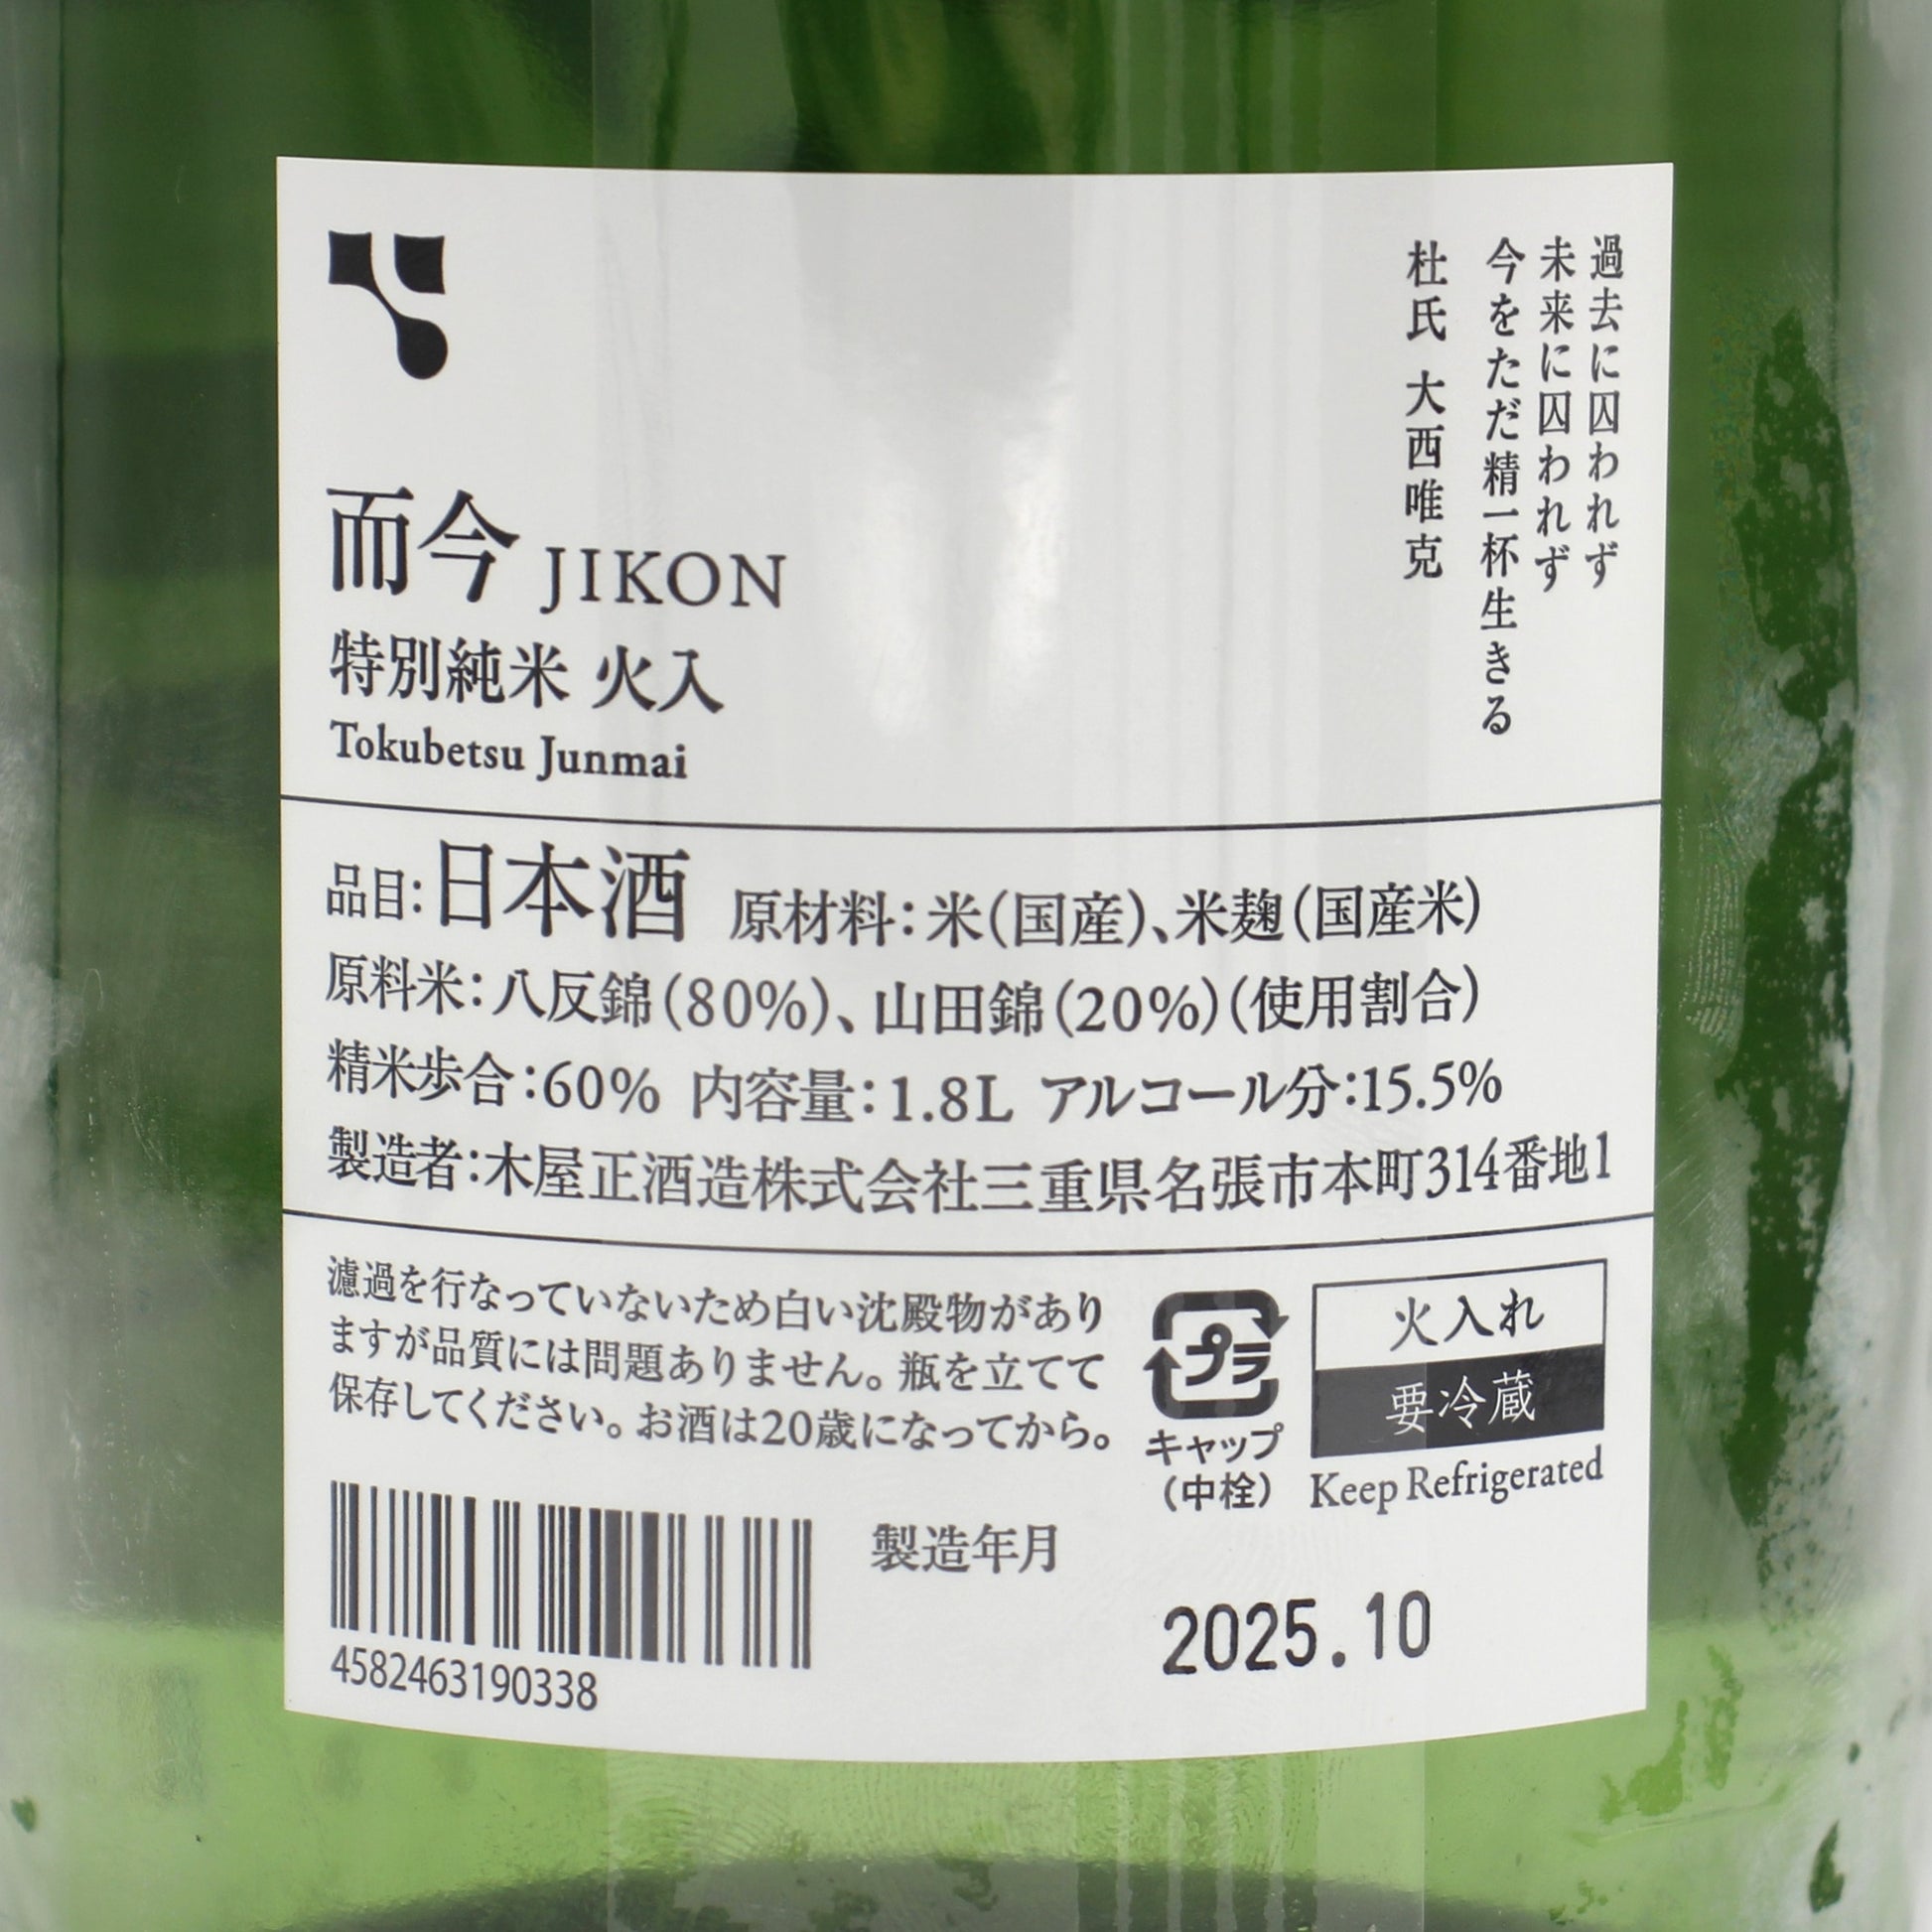 過去に囚われず
未来に囚われず
今をただ精一杯生きる
杜氏 大西唯克
而今 JIKON
特別純米 火入
Tokubetsu Junmai
品目:日本酒 原材料:米(国産)、米麹(国産米)
原料米:八反錦(80%)、山田錦(20%)(使用割合)
精米歩合:60% 内容量:1.8L アルコール分:15.5%
製造者:木屋正酒造株式会社三重県名張市本町314番地1
濾過を行なっていないため白い沈殿物があり
ますが品質には問題ありません。瓶を立てて
保存してください。お酒は20歳になってから。
プラ
キャップ
(中栓)
火入れ
要冷蔵
Keep Refrigerated
製造年月
2025.10
4582463190338